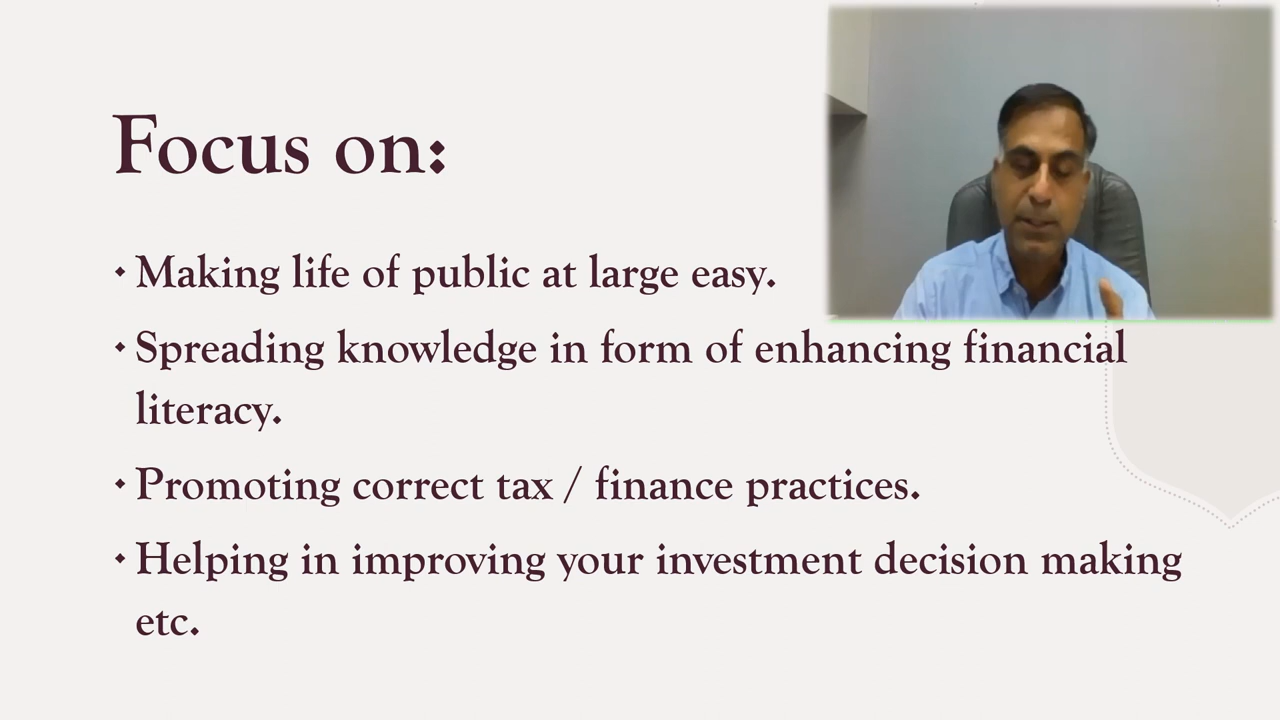 Focus on:
• Making life of public at large easy.
• Spreading knowledge in form of enhancing financial
literacy.
• Promoting correct tax / finance practices.
• Helping in improving your investment decision making
etc.